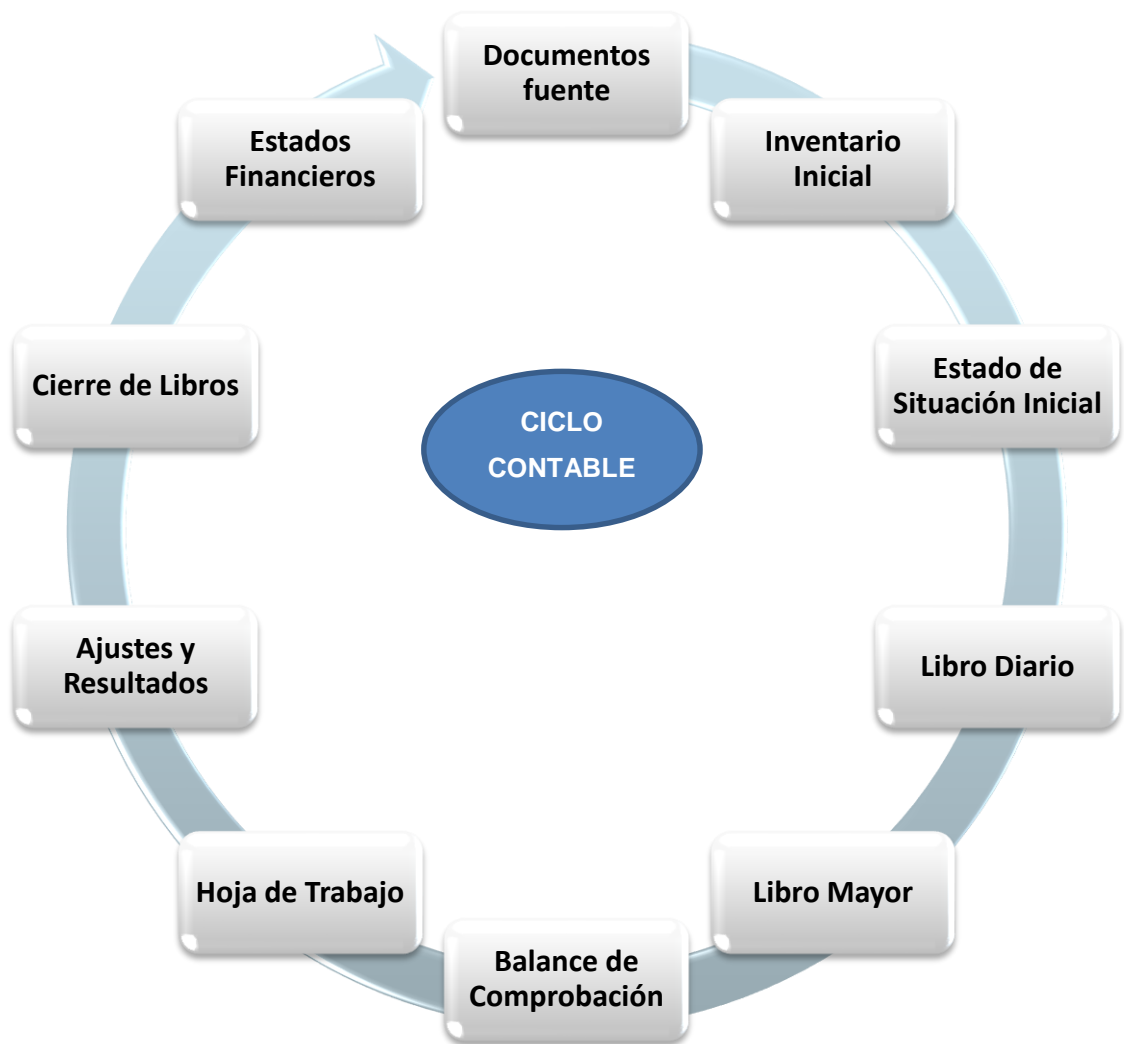 Documentos
fuente
Inventario
Inicial
Estado de
Situación Inicial
Libro Diario
Libro Mayor
Balance de
Comprobación
Hoja de Trabajo
Ajustes y
Resultados
Cierre de Libros
Estados
Financieros
CICLO
CONTABLE